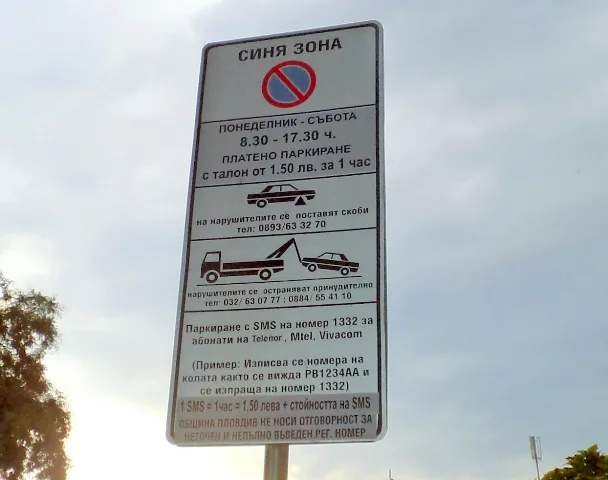 СИНЯ ЗОНА
ПОНЕДЕЛНИК - СЪБОТА
8.30 - 17.30 ч.
ПЛАТЕНО ПАРКИРАНЕ
с талон от 1.50 лв. за 1 час
на нарушителите се поставят скоби
тел: 0893/63 32 70
нарушителите се остраняват принудително
тел: 032/ 63 07 77 ; 0884/ 55 41 10
Паркиране с SMS на номер 1332 за
абонати на Telenor , Mtel, Vivacom
(Пример: Изписва се номера на
колата както се вижда РВ1234АА и
се изпраща на номер 1332)
1 SMS = 1час = 1,50 лева + стойността на SMS
ОБЩИНА ПЛОВДИВ НЕ НОСИ ОТГОВОРНОСТ ЗА
НЕТОЧЕН И НЕПЪЛНО ВЪВЕДЕН РЕГ. НОМЕР